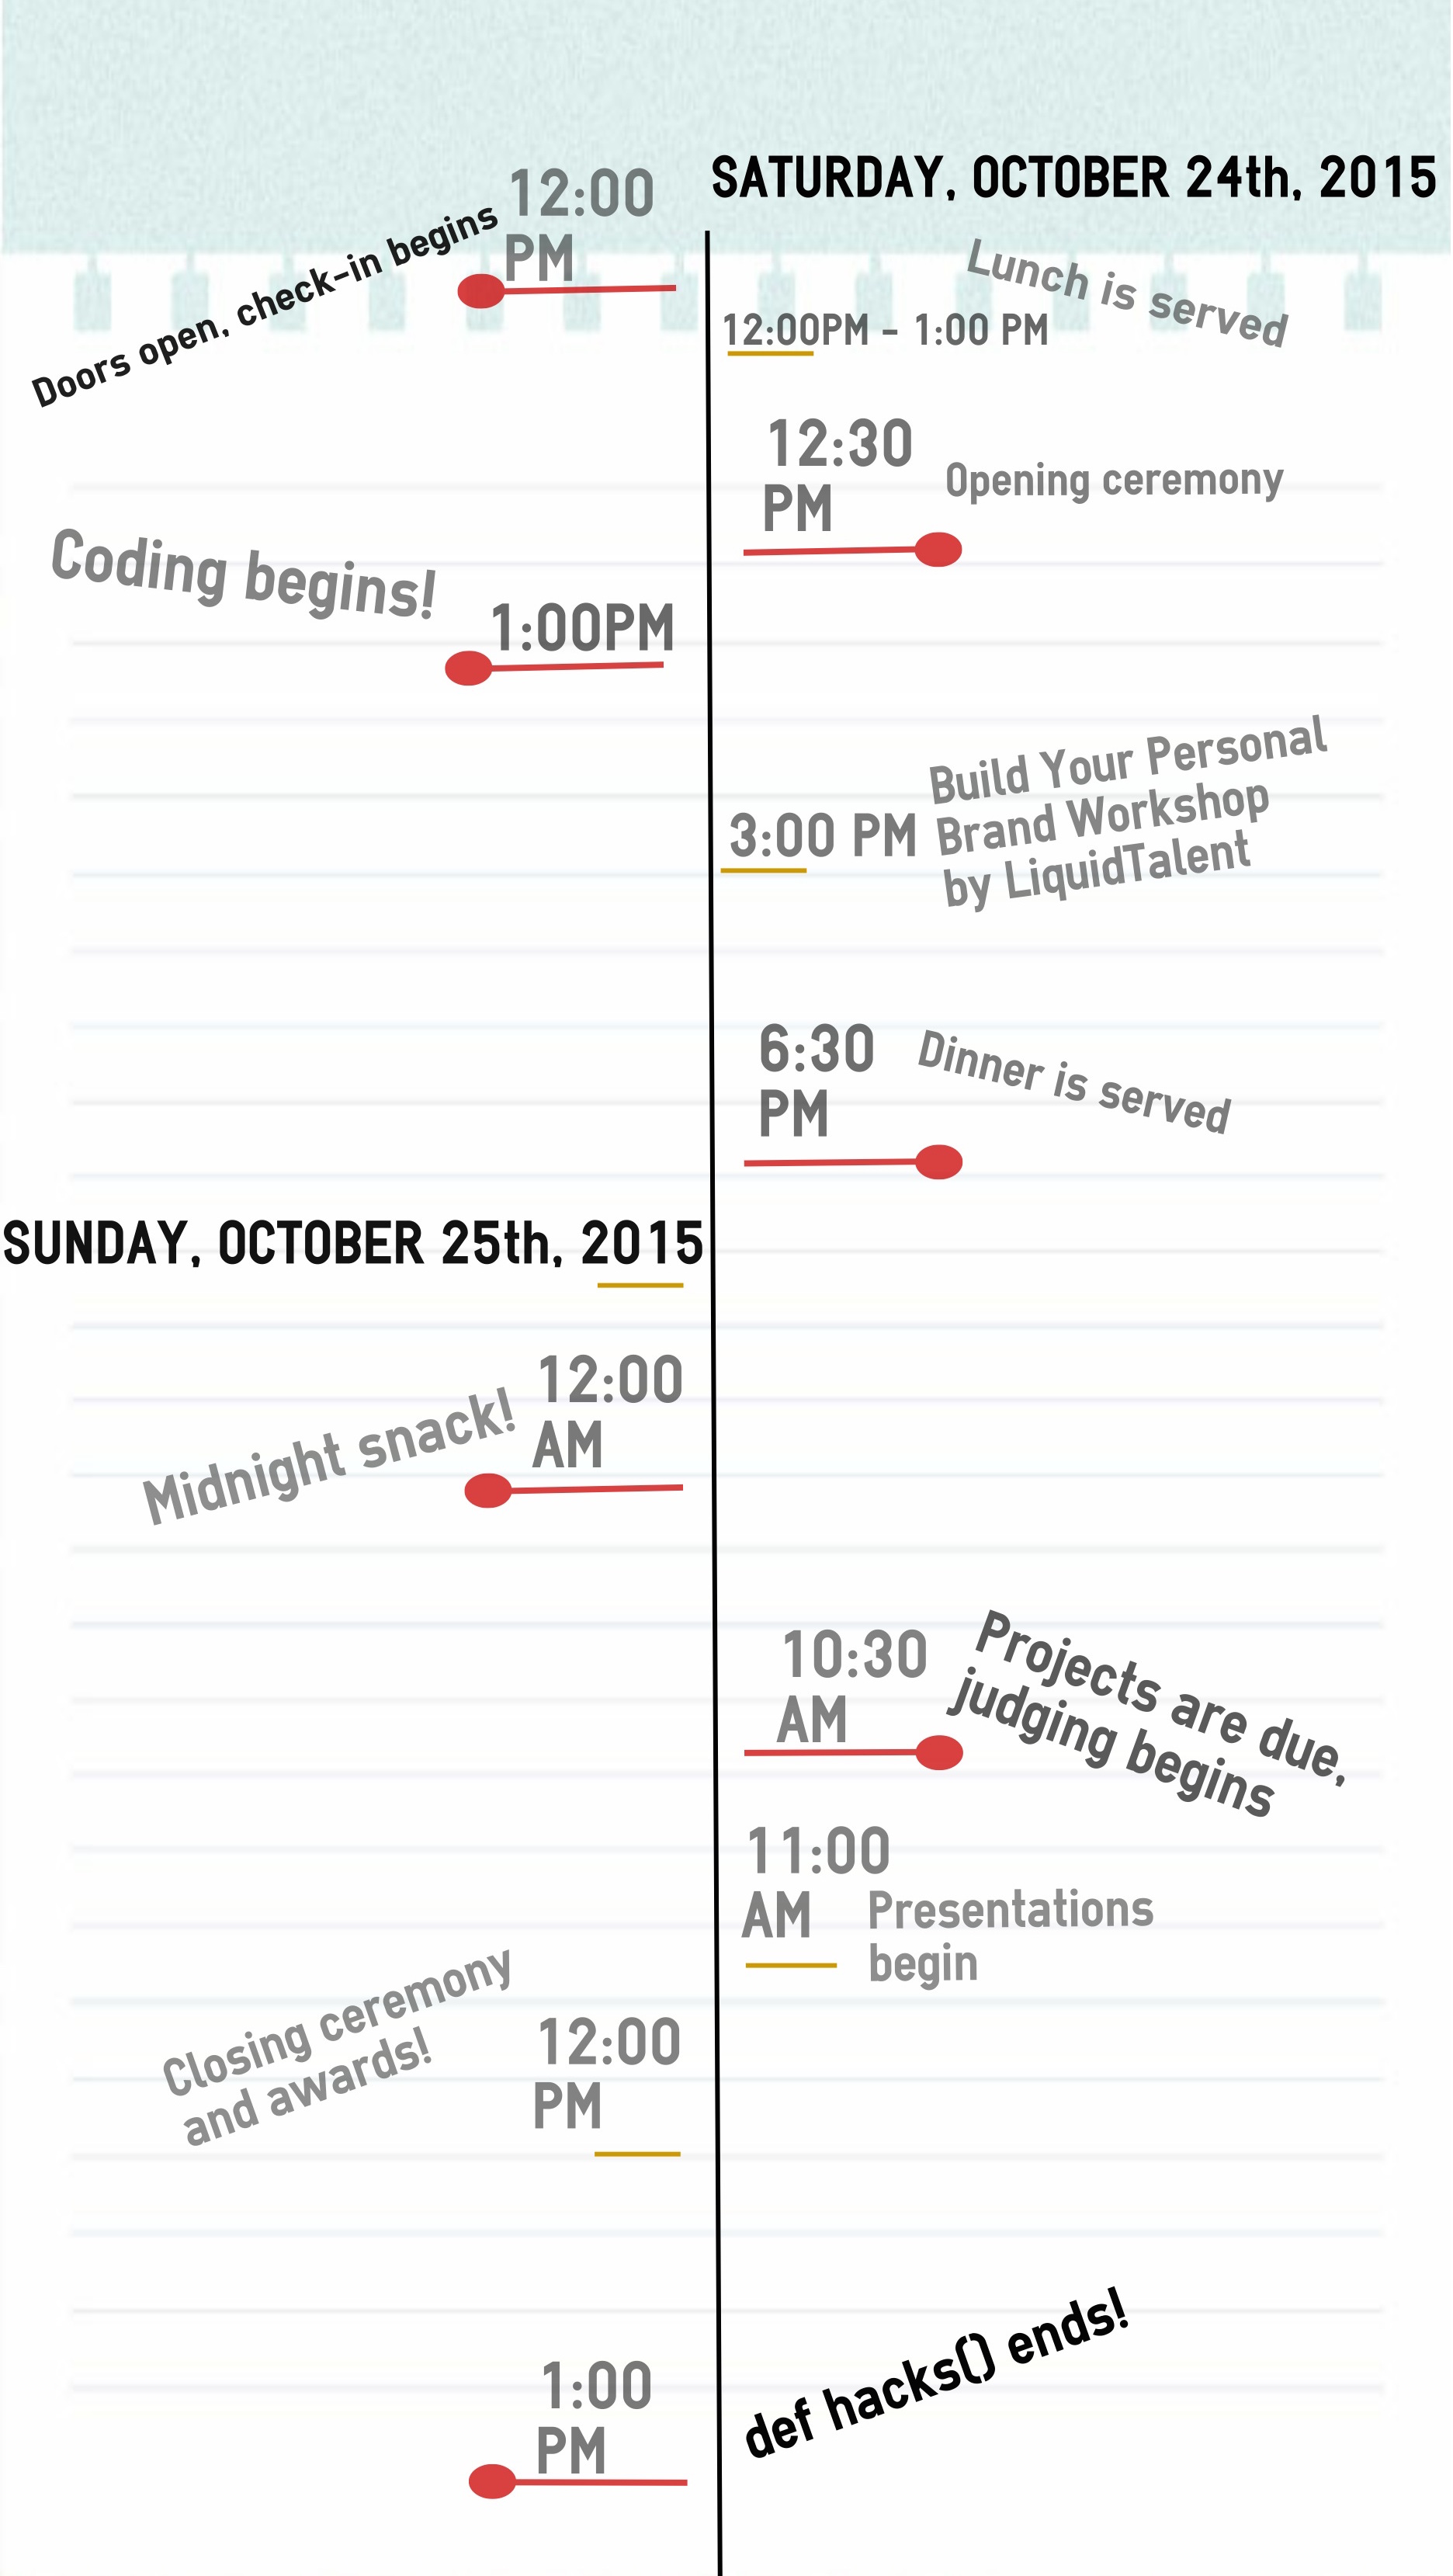 SATURDAY, OCTOBER 24th, 2015
12:00
PM
Doors open, check-in begins
Lunch is served
12:00PM - 1:00 PM
12:30
PM
Opening ceremony
Coding begins!
1:00PM
3:00 PM
Build Your Personal
Brand Workshop
by LiquidTalent
6:30
PM
Dinner is served
SUNDAY, OCTOBER 25th, 2015
12:00
AM
Midnight snack!
10:30
AM
Projects are due,
judging begins
11:00
AM
Presentations
begin
Closing ceremony
and awards!
12:00
PM
def hacks() ends!
1:00
PM